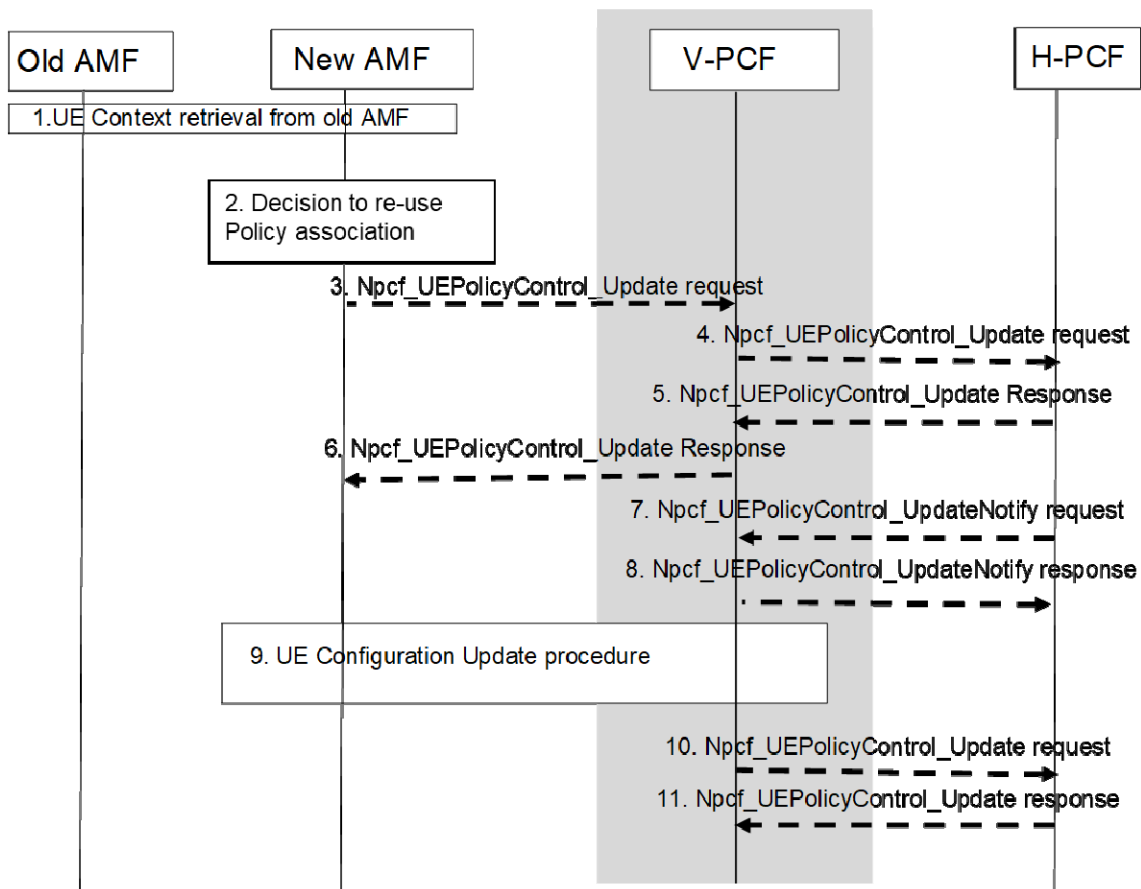 Old AMF
New AMF
V-PCF
H-PCF
1.UE Context retrieval from old AMF
2. Decision to re-use
Policy association
3. Npcf_UEPolicyControl_Update request
4. Npcf_UEPolicyControl_Update request
5. Npcf_UEPolicyControl_Update Response
6. Npcf_UEPolicyControl_Update Response
7. Npcf_UEPolicyControl_UpdateNotify request
8. Npcf_UEPolicyControl_UpdateNotify response
9. UE Configuration Update procedure
10. Npcf_UEPolicyControl_Update request
11. Npcf_UEPolicyControl_Update response